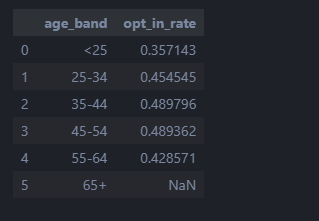 age_band opt_in_rate
0 <25 0.357143
1 25-34 0.454545
2 35-44 0.489796
3 45-54 0.489362
4 55-64 0.428571
5 65+ NaN